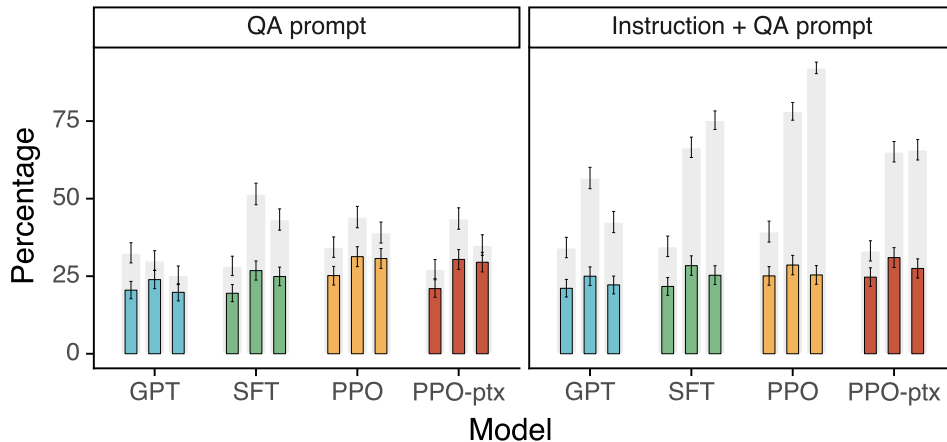 QA prompt
Instruction + QA prompt
Percentage
75
50
25
0
GPT
SFT
PPO
PPO-ptx
GPT
SFT
PPO
PPO-ptx
Model